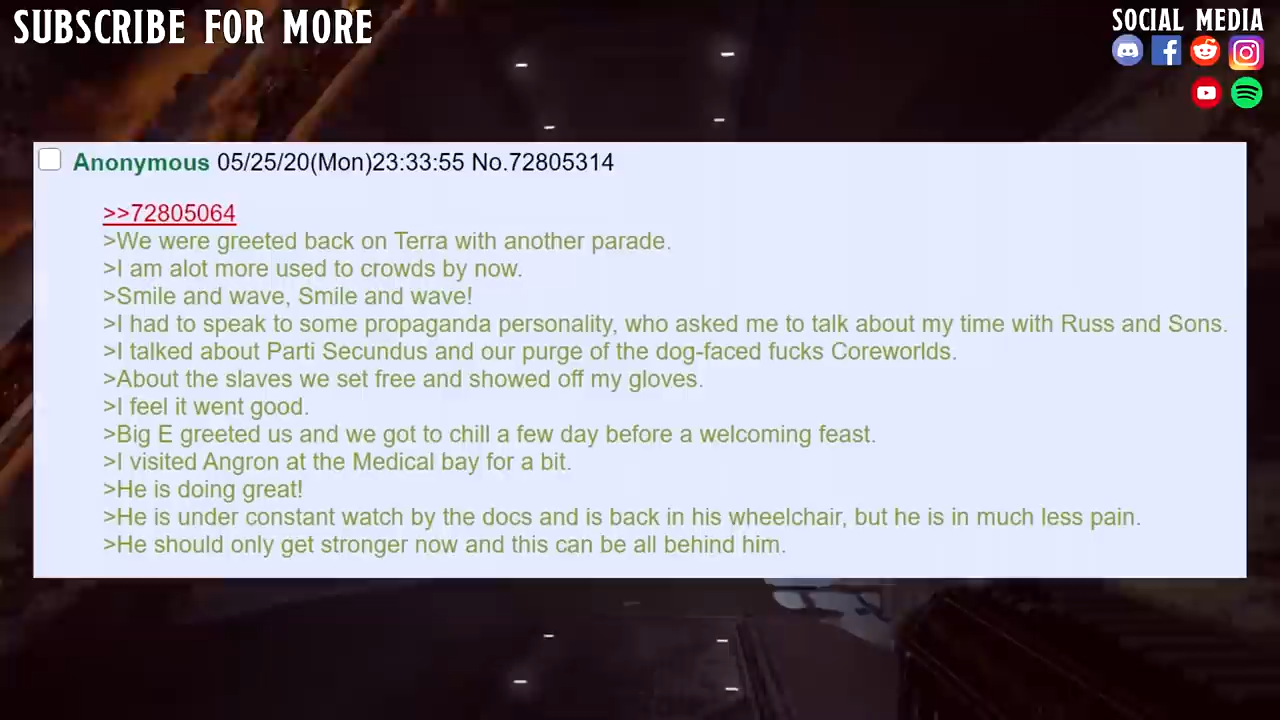 SUBSCRIBE FOR MORE
SOCIAL MEDIA
Anonymous 05/25/20(Mon)23:33:55 No.72805314
>>72805064
>We were greeted back on Terra with another parade.
>I am alot more used to crowds by now.
>Smile and wave, Smile and wave!
>I had to speak to some propaganda personality, who asked me to talk about my time with Russ and Sons.
>I talked about Parti Secundus and our purge of the dog-faced fucks Coreworlds.
>About the slaves we set free and showed off my gloves.
>I feel it went good.
>Big E greeted us and we got to chill a few day before a welcoming feast.
>I visited Angron at the Medical bay for a bit.
>He is doing great!
>He is under constant watch by the docs and is back in his wheelchair, but he is in much less pain.
>He should only get stronger now and this can be all behind him.